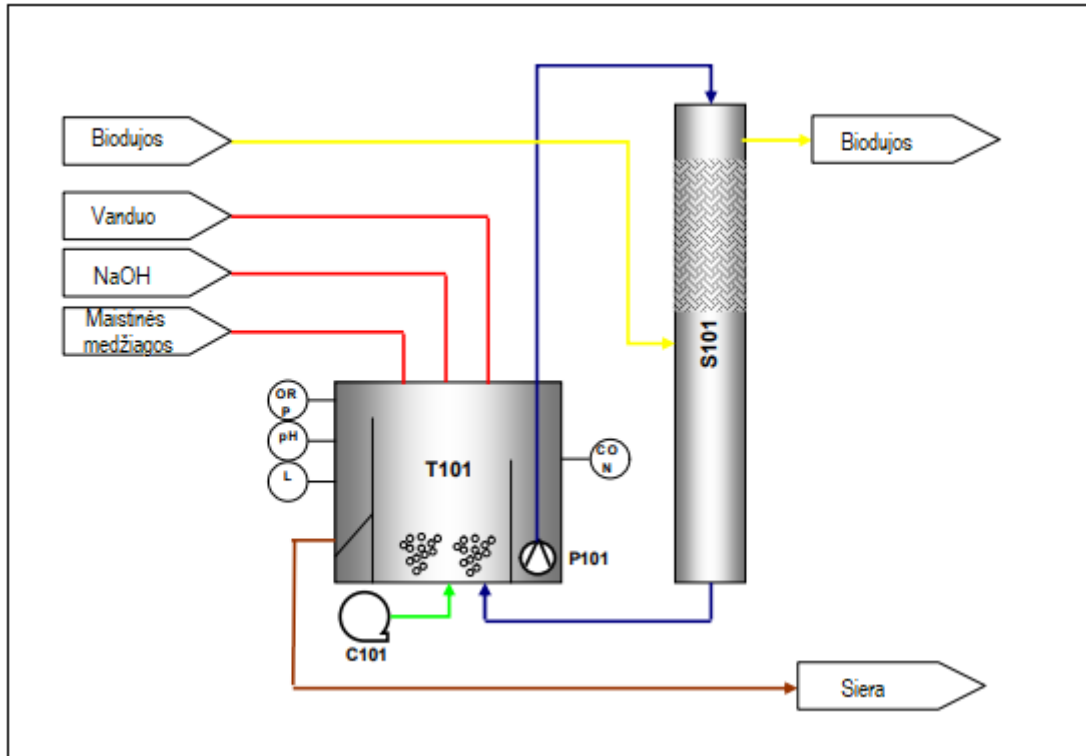 Biodujos
Biodujos
Vanduo
NaOH
Maistinės
medžiagos
S101
OR
P
pH
L
CO
N
T101
P101
C101
Siera